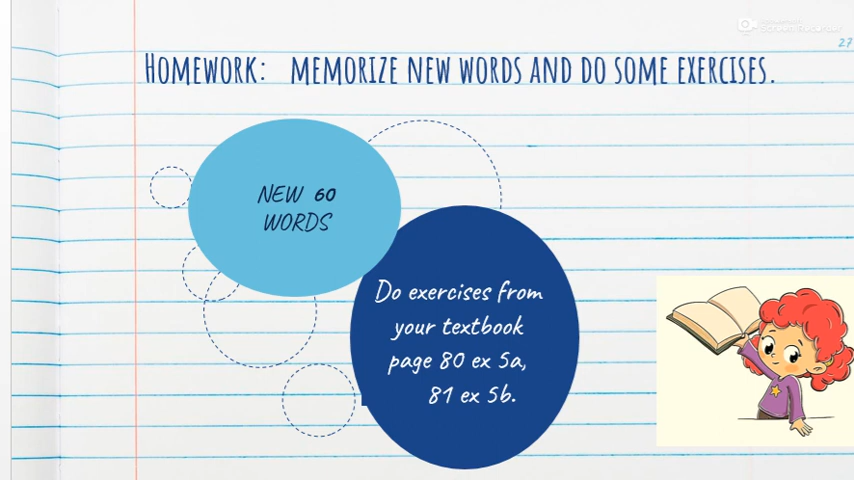 27
HOMEWORK: MEMORIZE NEW WORDS AND DO SOME EXERCISES.
NEW 60
WORDS
Do exercises from
your textbook
page 80 ex 5a,
81 ex 5b.